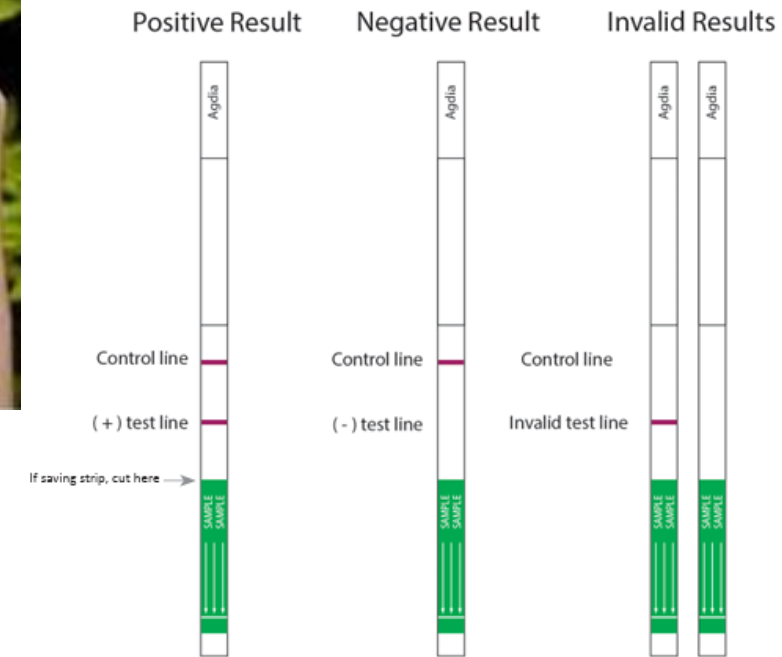 Positive Result
Negative Result
Invalid Results
Agdia
Agdia
Agdia
Agdia
Control line
Control line
Control line
( + ) test line
( - ) test line
Invalid test line
If saving strip, cut here
SAMPLE
SAMPLE
SAMPLE
SAMPLE
SAMPLE
SAMPLE
SAMPLE
SAMPLE